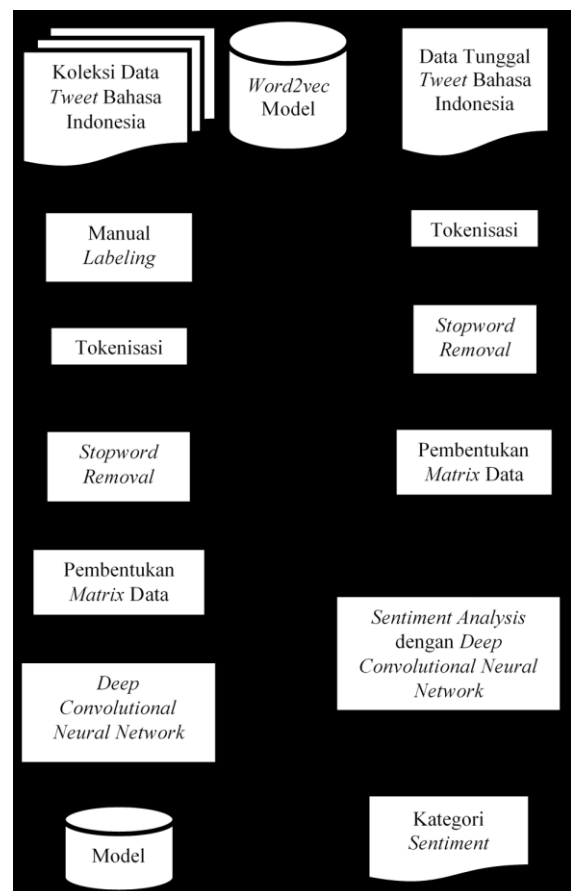 Koleksi Data
Tweet Bahasa
Indonesia
Word2vec
Model
Data Tunggal
Tweet Bahasa
Indonesia
Manual
Labeling
Tokenisasi
Tokenisasi
Stopword
Removal
Stopword
Removal
Pembentukan
Matrix Data
Pembentukan
Matrix Data
Sentiment Analysis
dengan Deep
Convolutional Neural
Network
Deep
Convolutional
Neural Network
Model
Kategori
Sentiment